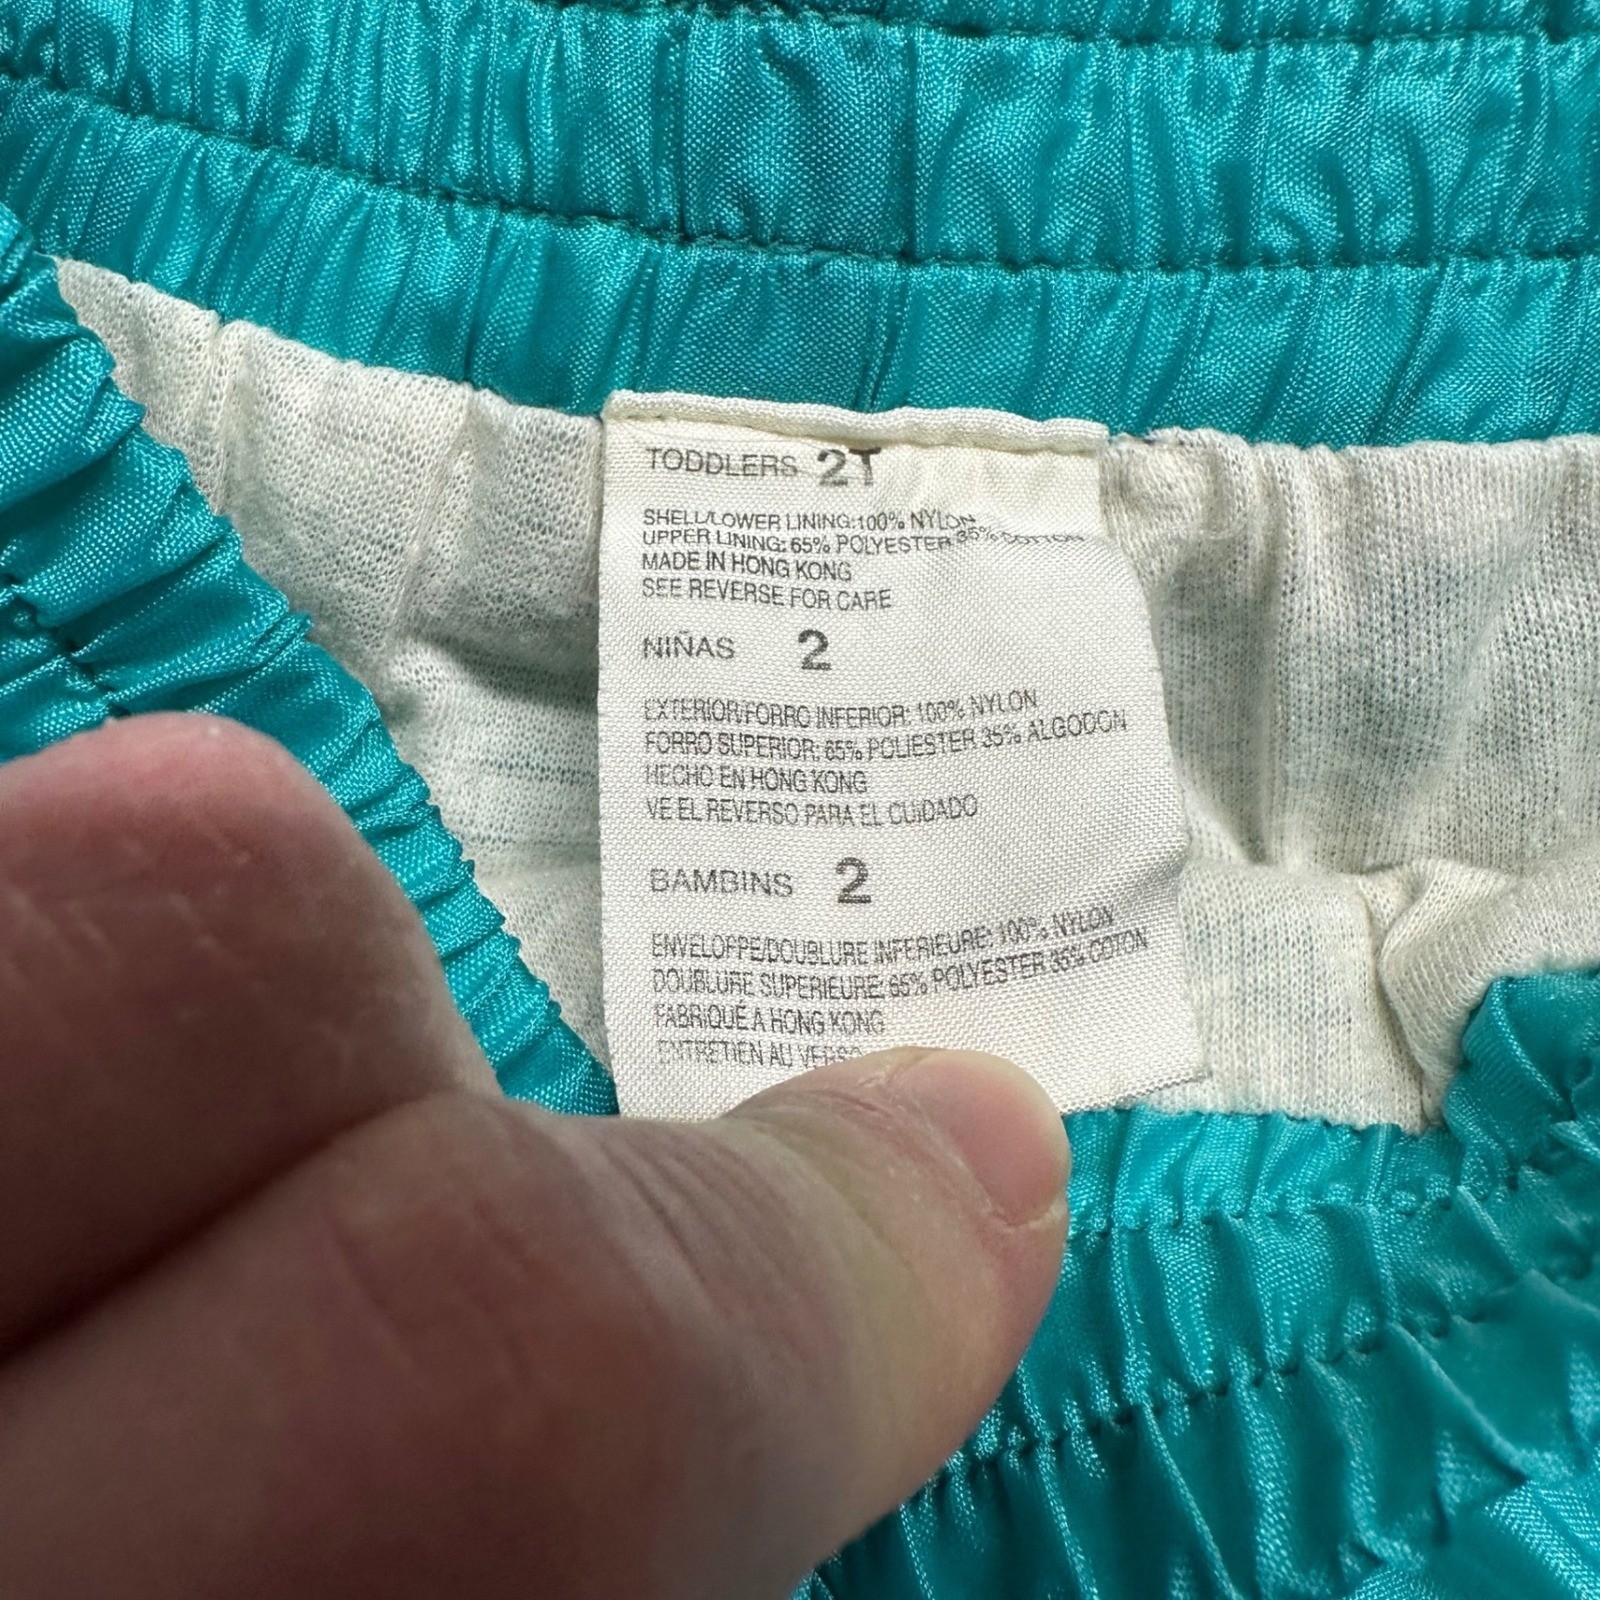 TODDLERS 2T
SHELL/LOWER LINING:100% NYLON
UPPER LINING: 65% POLYESTER 35% COTTON
MADE IN HONG KONG
SEE REVERSE FOR CARE
NIÑAS 2
EXTERIOR/FORRO INFERIOR: 100% NYLON
FORRO SUPERIOR: 65% POLIESTER 35% ALGODON
HECHO EN HONG KONG
VE EL REVERSO PARA EL CUIDADO
BAMBINS 2
ENVELOPPE/DOUBLURE INFERIEURE: 100% NYLON
DOUBLURE SUPERIEURE: 65% POLYESTER 35% COTON
FABRIQUÉ A HONG KONG
ENTRETIEN AU VERSO